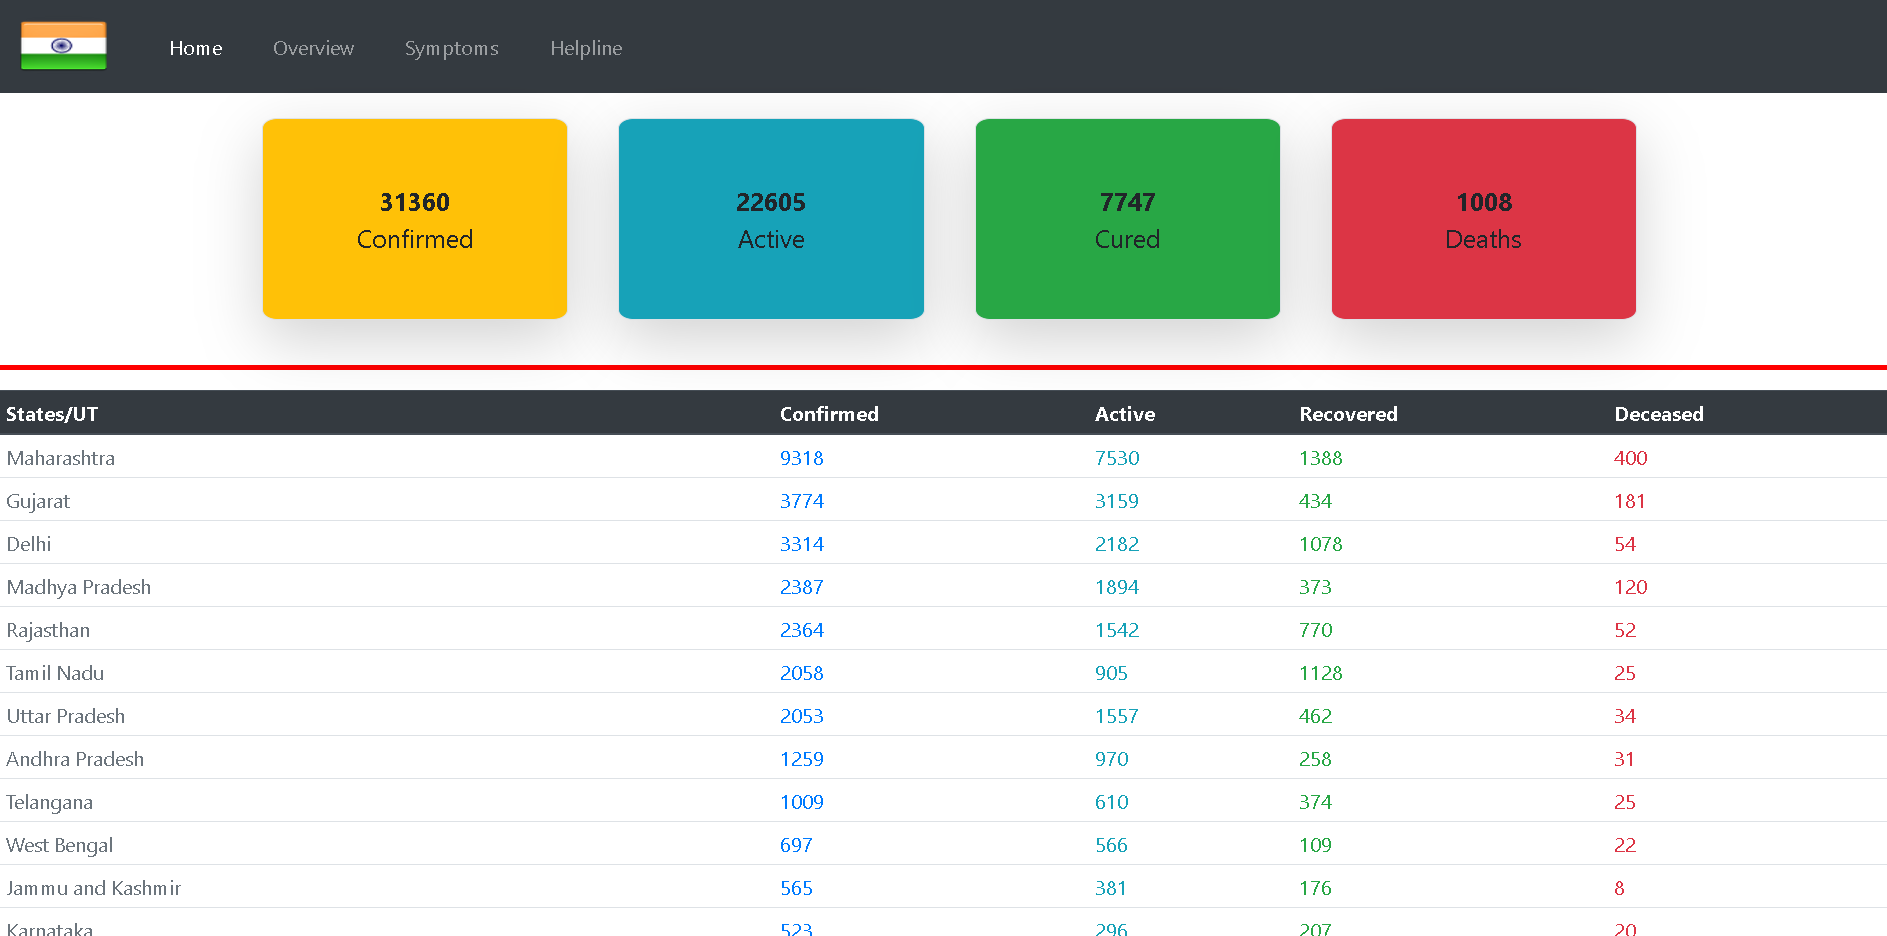 Home Overview Symptoms Helpline
31360 22605 7747 1008
Confirmed Active Cured Deaths
States/UT Confirmed Active Recovered Deceased
Maharashtra 9318 7530 1388 400
Gujarat 3774 3159 434 181
Delhi 3314 2182 1078 54
Madhya Pradesh 2387 1894 373 120
Rajasthan 2364 1542 770 52
Tamil Nadu 2058 905 1128 25
Uttar Pradesh 2053 1557 462 34
Andhra Pradesh 1259 970 258 31
Telangana 1009 610 374 25
West Bengal 697 566 109 22
Jammu and Kashmir 565 381 176 8
Karnataka 523 296 207 20